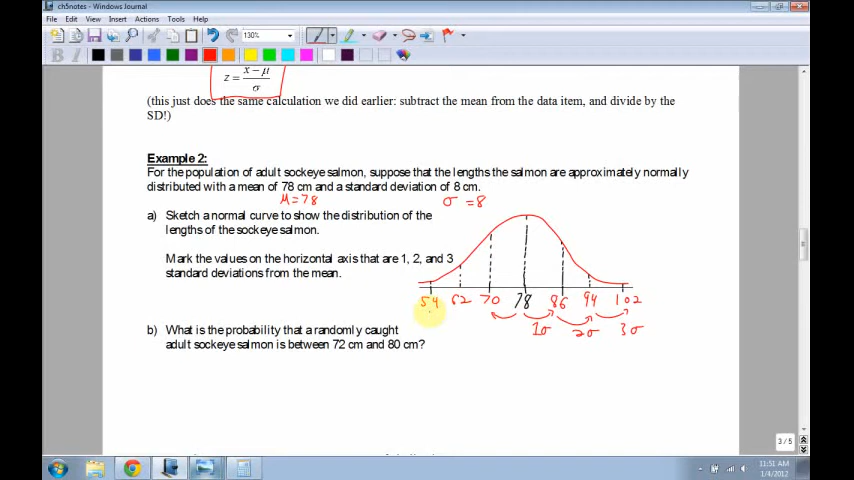 ch5notes - Windows Journal
File Edit View Insert Actions Tools Help
130%
B I
z = x − μ / σ
(this just does the same calculation we did earlier: subtract the mean from the data item, and divide by the
SD!)
Example 2:
For the population of adult sockeye salmon, suppose that the lengths the salmon are approximately normally
distributed with a mean of 78 cm and a standard deviation of 8 cm.
μ = 78 σ = 8
a) Sketch a normal curve to show the distribution of the
lengths of the sockeye salmon.
Mark the values on the horizontal axis that are 1, 2, and 3
standard deviations from the mean.
54 62 70 78 86 94 102
1σ 2σ 3σ
b) What is the probability that a randomly caught
adult sockeye salmon is between 72 cm and 80 cm?
3 / 5
11:51 AM
1/4/2012